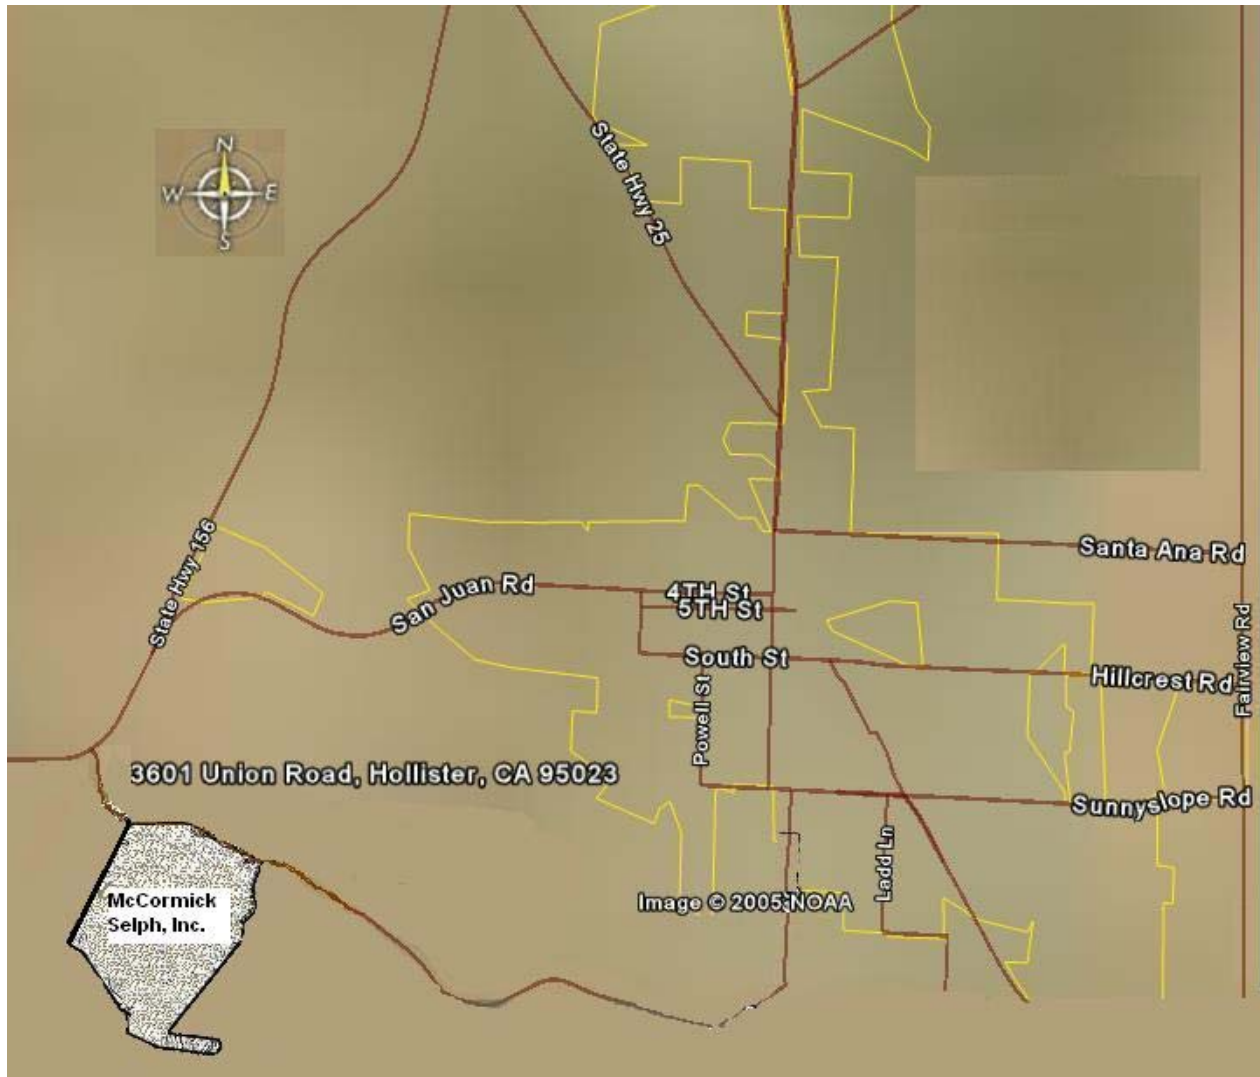 N
W E
S
State Hwy 25
State Hwy 156
Santa Ana Rd
San Juan Rd
4TH St
5TH St
South St
Hillcrest Rd
Fairview Rd
Powell St
3601 Union Road, Hollister, CA 95023
Sunnyslope Rd
Ladd Ln
McCormick
Selph, Inc.
Image © 2005 NOAA